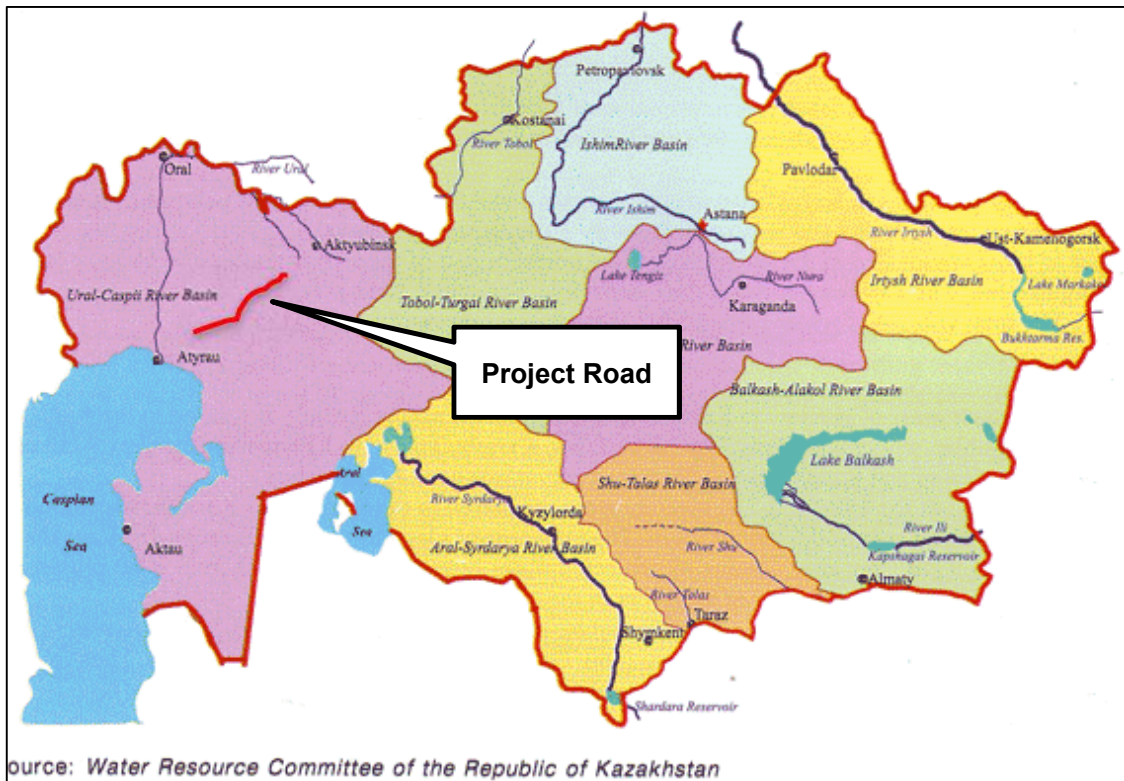 Petropavlovsk
Kostanai
River Tobol
IshimRiver Basin
Oral
River Ural
Pavlodar
River Ishim
Astana
Aktyubinsk
River Irtysh
Ust-Kamenogorsk
Lake Tengiz
River Nura
Irtysh River Basin
Lake Markakol
Ural-Caspii River Basin
Tobol-Turgai River Basin
Karaganda
Bukhtarma Res.
River Basin
Atyrau
Project Road
Balkash-Alakol River Basin
Lake Balkash
Aral
Sea
Shu-Talas River Basin
Caspian
Sea
River Syrdarya
Kyzylorda
River Ili
Aktau
Aral-Syrdarya River Basin
River Shu
Kapshagai Reservoir
Almaty
River Talas
Taraz
Shymkent
Shardara Reservoir
ource: Water Resource Committee of the Republic of Kazakhstan